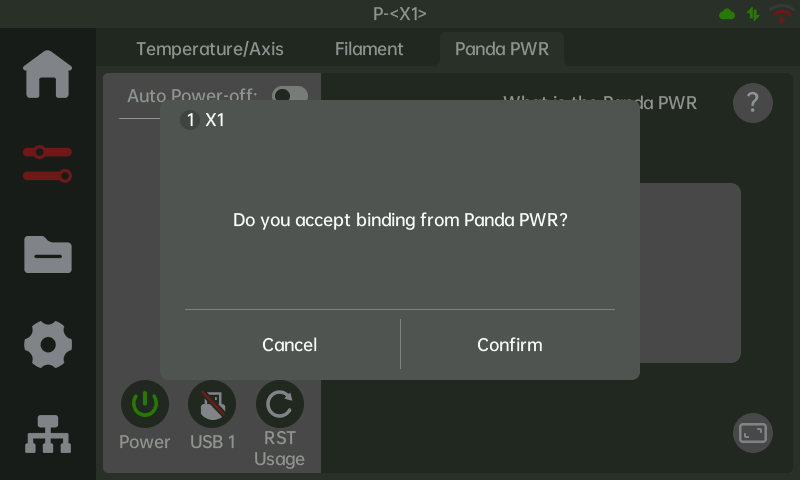 P-<X1>
Temperature/Axis
Filament
Panda PWR
Auto Power-off:
What is the Panda PWR
?
1 X1
Do you accept binding from Panda PWR?
Cancel
Confirm
Power
USB 1
RST
Usage